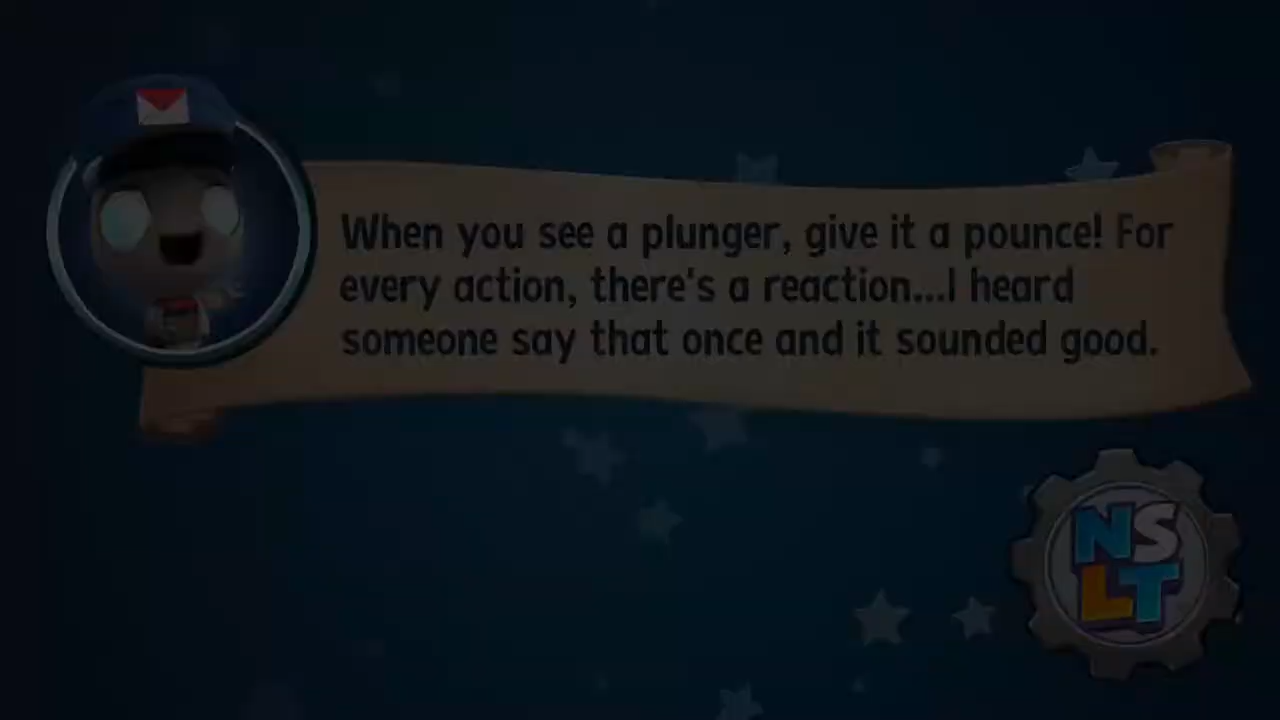 When you see a plunger, give it a pounce! For
every action, there's a reaction...I heard
someone say that once and it sounded good.
NS
LT